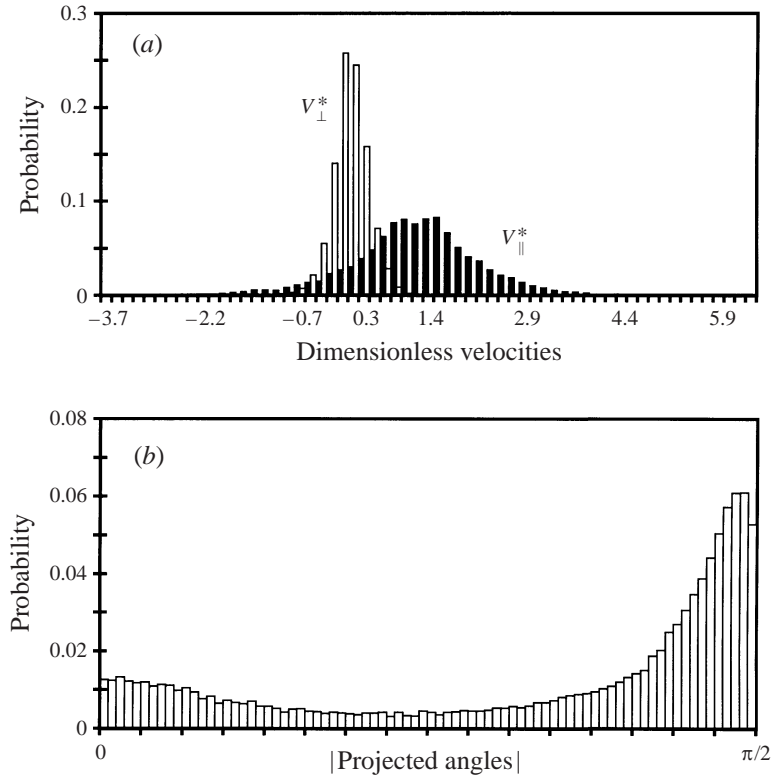 0.3
(a)
V*⊥
0.2
Probability
0.1
V*∥
0
−3.7 −2.2 −0.7 0.3 1.4 2.9 4.4 5.9
Dimensionless velocities
0.08
(b)
0.06
Probability
0.04
0.02
0
0 π/2
|Projected angles|